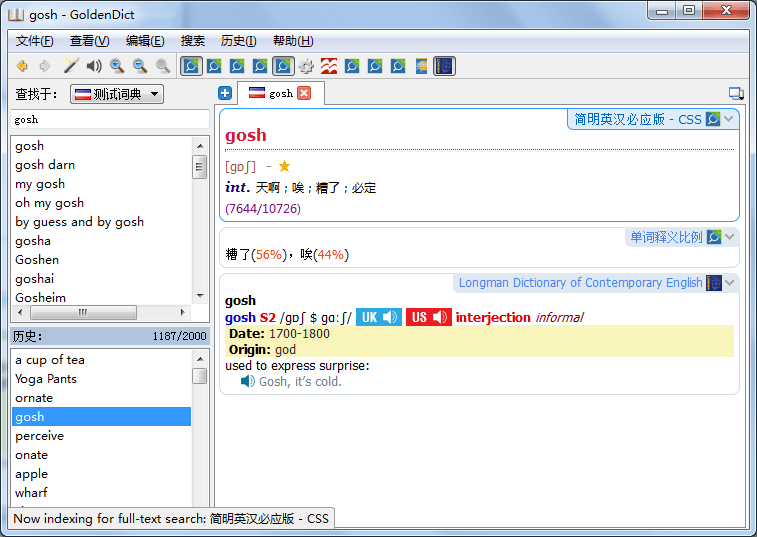 gosh - GoldenDict
文件(F) 查看(V) 编辑(E) 搜索 历史(I) 帮助(H)
查找于: 测试词典
gosh
gosh
gosh
gosh darn
my gosh
oh my gosh
by guess and by gosh
gosha
Goshen
goshai
Gosheim
历史: 1187/2000
a cup of tea
Yoga Pants
ornate
gosh
perceive
onate
apple
wharf
Now indexing for full-text search: 简明英汉必应版 - CSS
简明英汉必应版 - CSS
gosh
[gɒʃ] - ★
int. 天啊；唉；糟了；必定
(7644/10726)
单词释义比例
糟了(56%)，唉(44%)
Longman Dictionary of Contemporary English
gosh
gosh S2 /gɒʃ $ gɑːʃ/ UK US interjection informal
Date: 1700-1800
Origin: god
used to express surprise:
Gosh, it's cold.